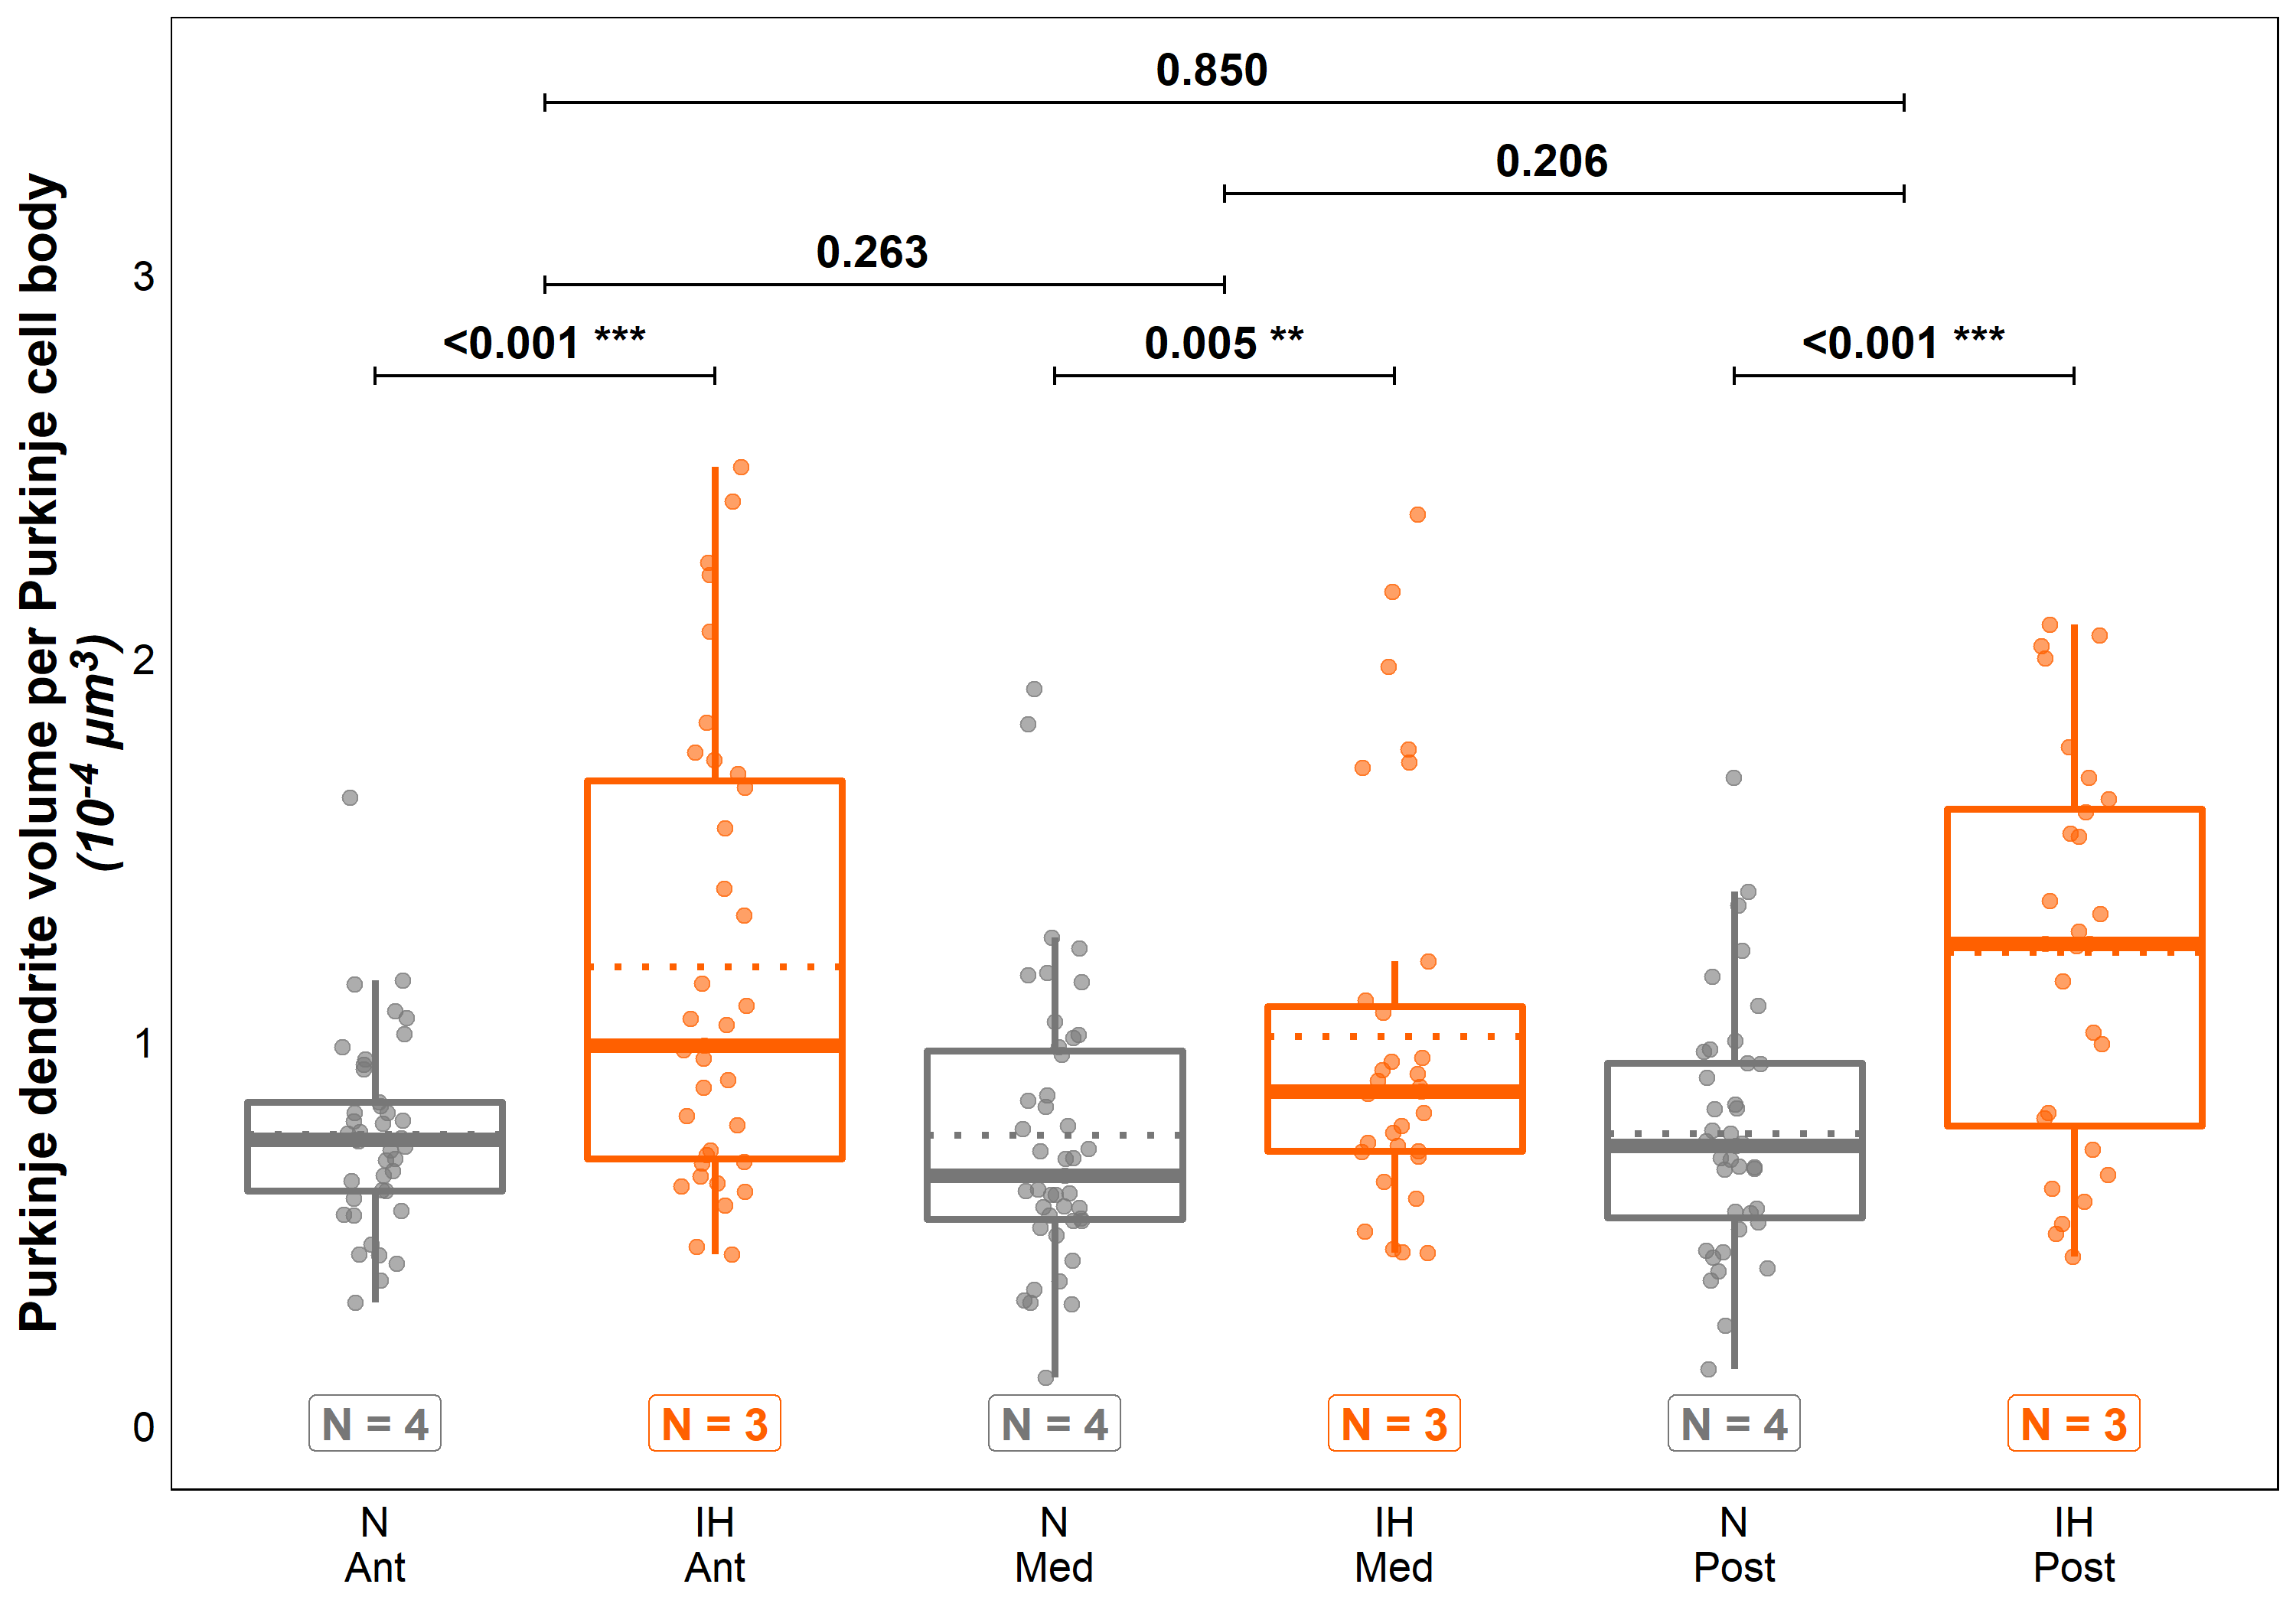 Purkinje dendrite volume per Purkinje cell body
(10⁻⁴ µm³)
0.850
0.206
0.263
<0.001 ***
0.005 **
<0.001 ***
3
2
1
0
N = 4
N = 3
N = 4
N = 3
N = 4
N = 3
N
Ant
IH
Ant
N
Med
IH
Med
N
Post
IH
Post